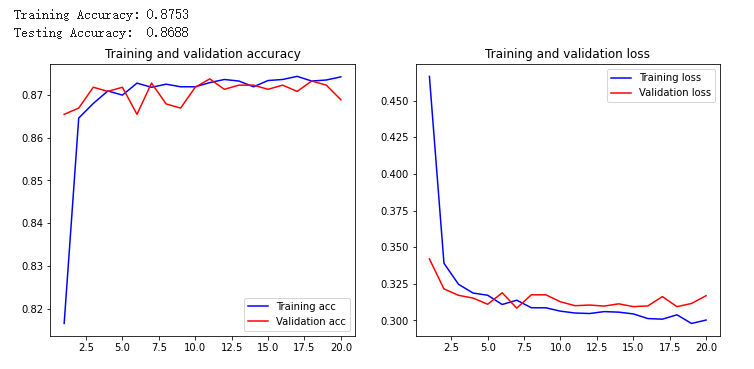 Training Accuracy: 0.8753
Testing Accuracy: 0.8688
Training and validation accuracy
0.87
0.86
0.85
0.84
0.83
0.82
2.5 5.0 7.5 10.0 12.5 15.0 17.5 20.0
Training acc
Validation acc
Training and validation loss
0.450
0.425
0.400
0.375
0.350
0.325
0.300
2.5 5.0 7.5 10.0 12.5 15.0 17.5 20.0
Training loss
Validation loss